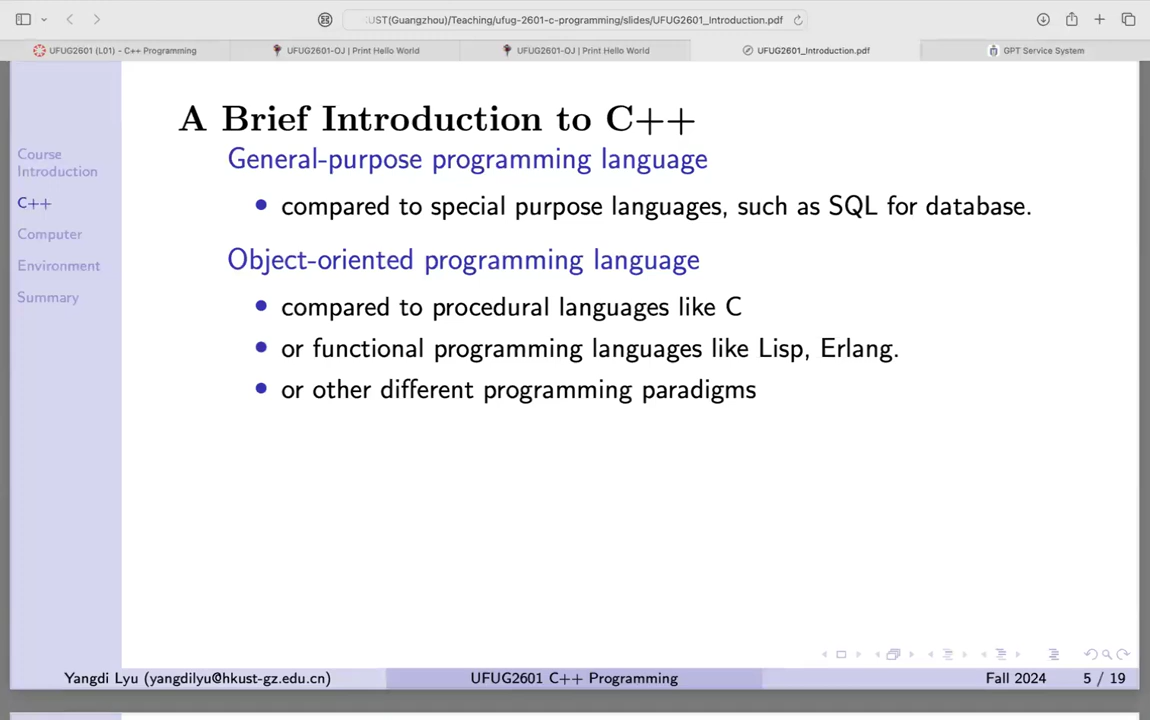 UST(Guangzhou)/Teaching/ufug-2601-c-programming/slides/UFUG2601_Introduction.pdf
UFUG2601 (L01) - C++ Programming
UFUG2601-OJ | Print Hello World
UFUG2601-OJ | Print Hello World
UFUG2601_Introduction.pdf
GPT Service System
A Brief Introduction to C++
General-purpose programming language
• compared to special purpose languages, such as SQL for database.
Object-oriented programming language
• compared to procedural languages like C
• or functional programming languages like Lisp, Erlang.
• or other different programming paradigms
Course
Introduction
C++
Computer
Environment
Summary
Yangdi Lyu (yangdilyu@hkust-gz.edu.cn)
UFUG2601 C++ Programming
Fall 2024
5 / 19